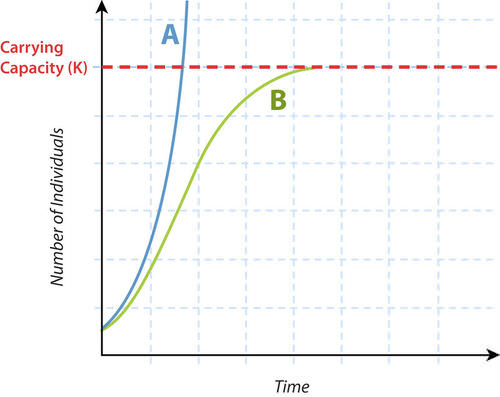 A
Carrying
Capacity (K)
B
Number of Individuals
Time